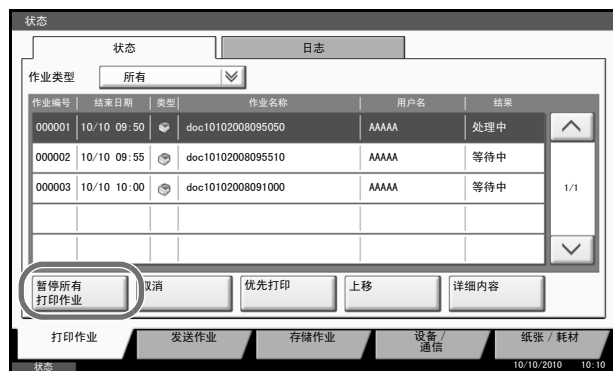 状态
状态 日志
作业类型 所有
作业编号 结束日期 类型 作业名称 用户名 结果
000001 10/10 09:50 doc10102008095050 AAAAA 处理中
000002 10/10 09:55 doc10102008095510 AAAAA 等待中
000003 10/10 10:00 doc10102008091000 AAAAA 等待中
1/1
暂停所有
打印作业
取消 优先打印 上移 详细内容
打印作业 发送作业 存储作业 设备 /
通信 纸张 / 耗材
状态 10/10/2010 10:10